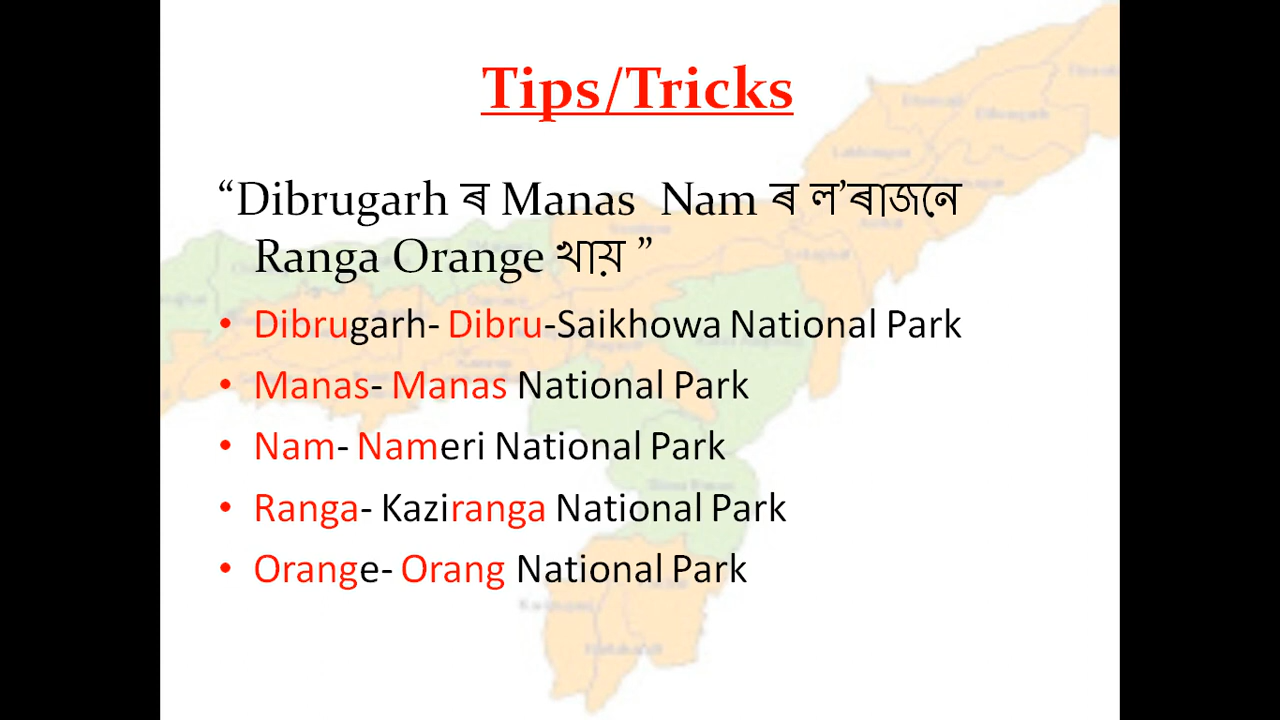 Tips/Tricks
“Dibrugarh ৰ Manas Nam ৰ ল’ৰাজনে
Ranga Orange খায় ”
• Dibrugarh- Dibru-Saikhowa National Park
• Manas- Manas National Park
• Nam- Nameri National Park
• Ranga- Kaziranga National Park
• Orange- Orang National Park